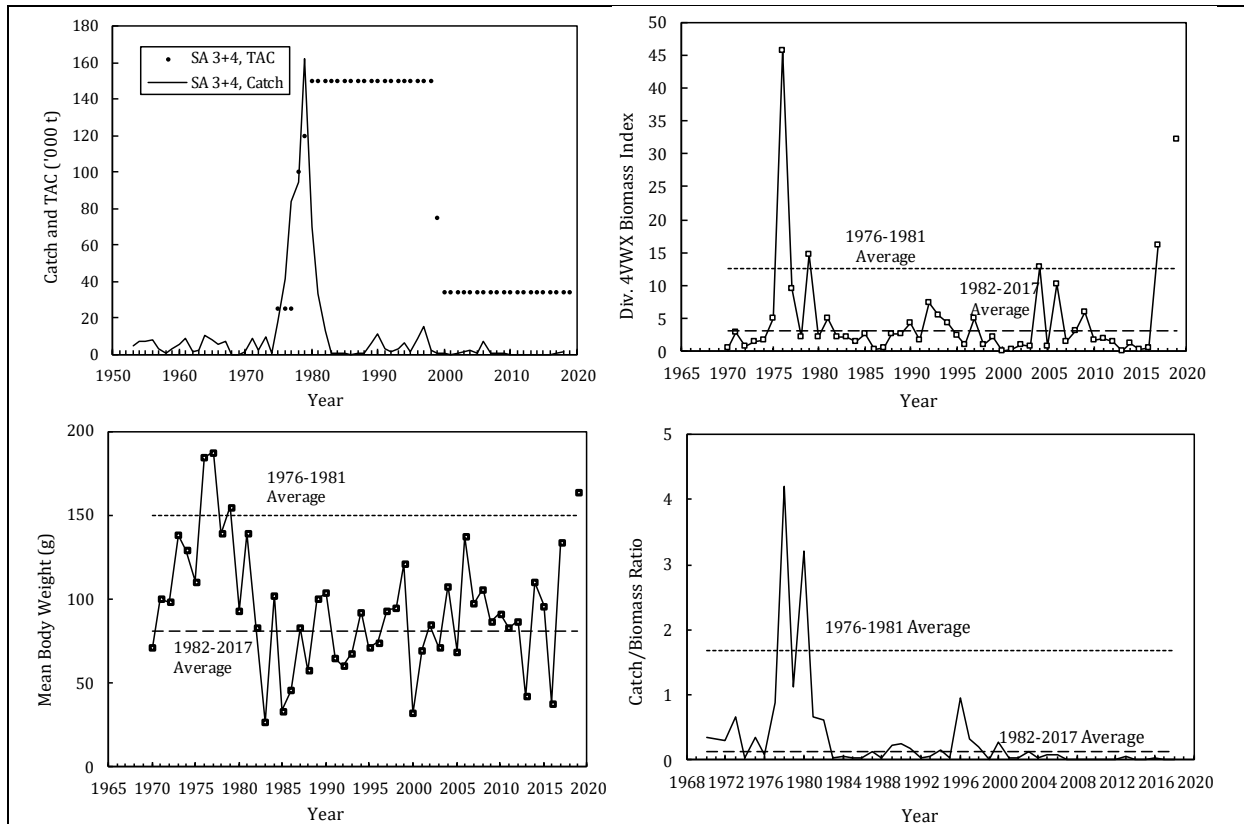 180
160
140
120
100
80
60
40
20
0
Catch and TAC ('000 t)
SA 3+4, TAC
SA 3+4, Catch
1950 1960 1970 1980 1990 2000 2010 2020
Year
50
45
40
35
30
25
20
15
10
5
0
Div. 4VWX Biomass Index
1976-1981
Average
1982-2017
Average
1965 1970 1975 1980 1985 1990 1995 2000 2005 2010 2015 2020
Year
200
150
100
50
0
Mean Body Weight (g)
1976-1981
Average
1982-2017
Average
1965 1970 1975 1980 1985 1990 1995 2000 2005 2010 2015 2020
Year
5
4
3
2
1
0
Catch/Biomass Ratio
1976-1981 Average
1982-2017 Average
1968 1972 1976 1980 1984 1988 1992 1996 2000 2004 2008 2012 2016 2020
Year